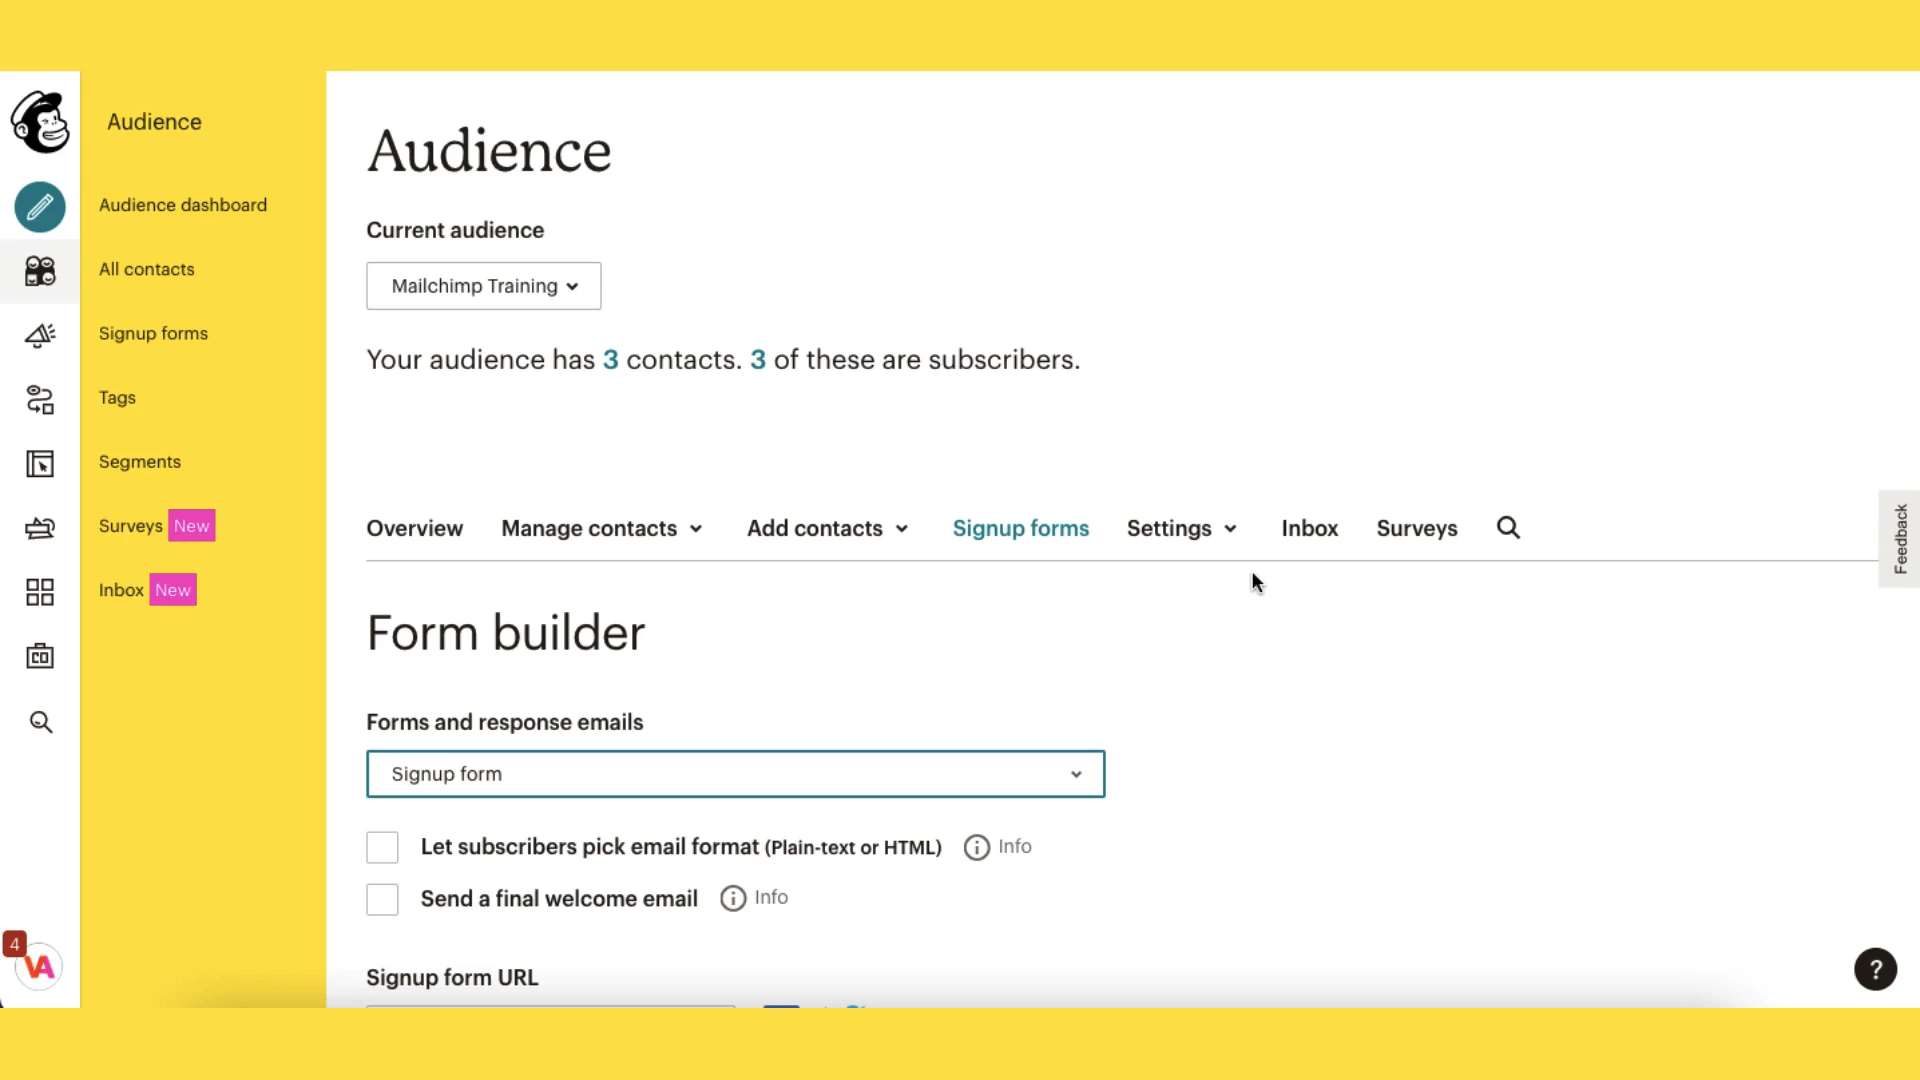 Audience
Audience dashboard
All contacts
Signup forms
Tags
Segments
Surveys New
Inbox New
4
VA
Audience
Current audience
Mailchimp Training
Your audience has 3 contacts. 3 of these are subscribers.
Overview Manage contacts Add contacts Signup forms Settings Inbox Surveys
Form builder
Forms and response emails
Signup form
Let subscribers pick email format (Plain-text or HTML) Info
Send a final welcome email Info
Signup form URL
Feedback
?